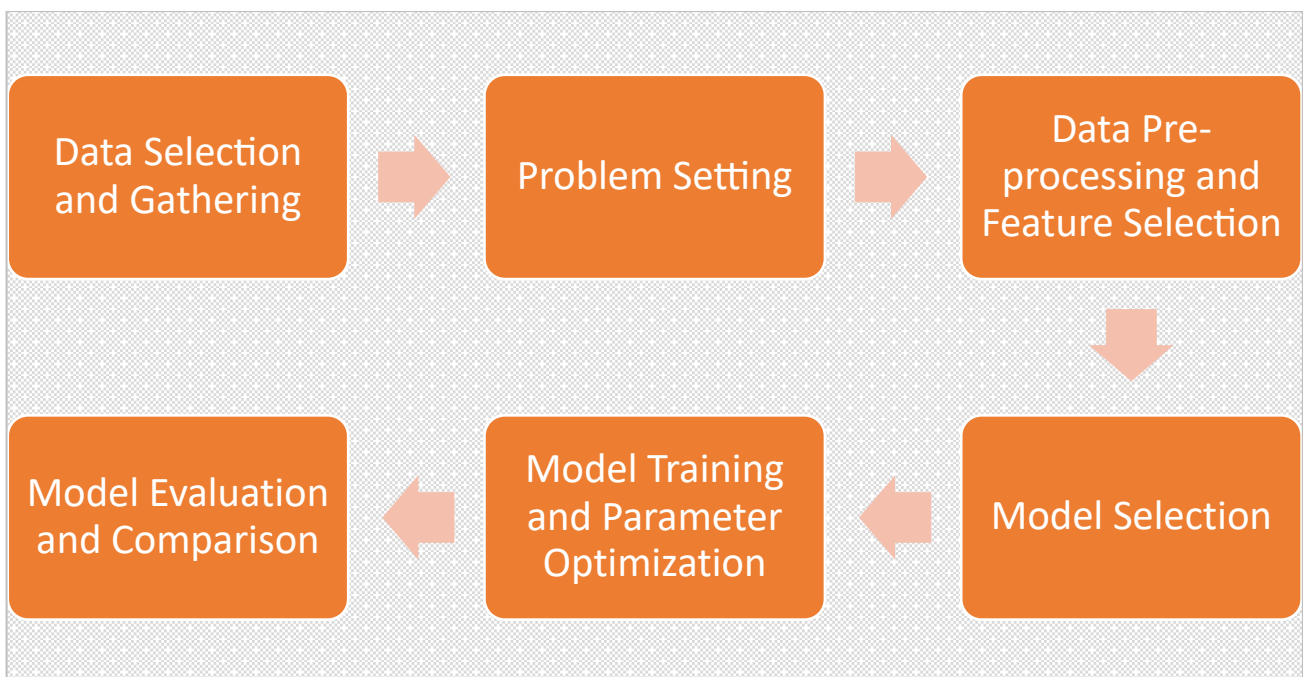 Data Selection
and Gathering
Problem Setting
Data Pre-
processing and
Feature Selection
Model Selection
Model Training
and Parameter
Optimization
Model Evaluation
and Comparison